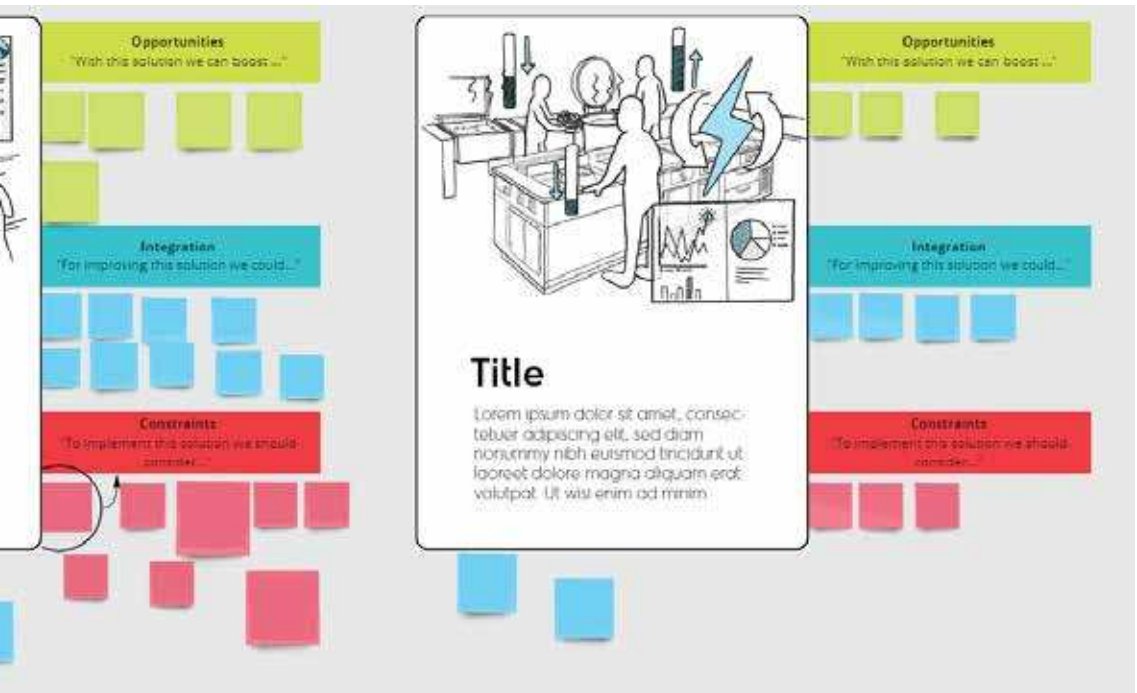 Opportunities
"With this solution we can boost ..."
Integration
"For improving this solution we could..."
Constraints
"To implement this solution we should
consider..."
Title
Lorem ipsum dolor sit amet, consec-
tetuer adipiscing elit, sed diam
nonummy nibh euismod tincidunt ut
laoreet dolore magna aliquam erat
volutpat. Ut wisi enim ad minim
Opportunities
"With this solution we can boost ..."
Integration
"For improving this solution we could..."
Constraints
"To implement this solution we should
consider..."